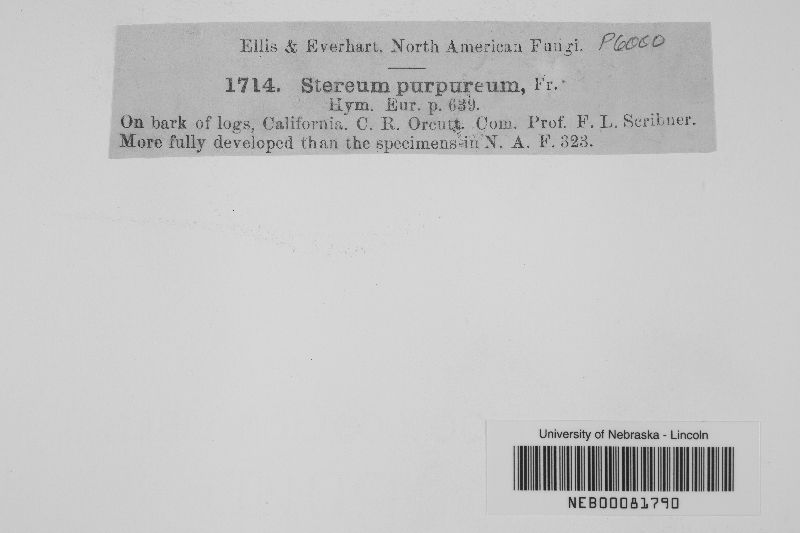 Ellis & Everhart. North American Fungi. P6000
1714. Stereum purpureum, Fr.
Hym. Eur. p. 639.
On bark of logs, California. C. R. Orcutt. Com. Prof. F. L. Scribner.
More fully developed than the specimens in N. A. F. 323.
University of Nebraska - Lincoln
NEB00081790